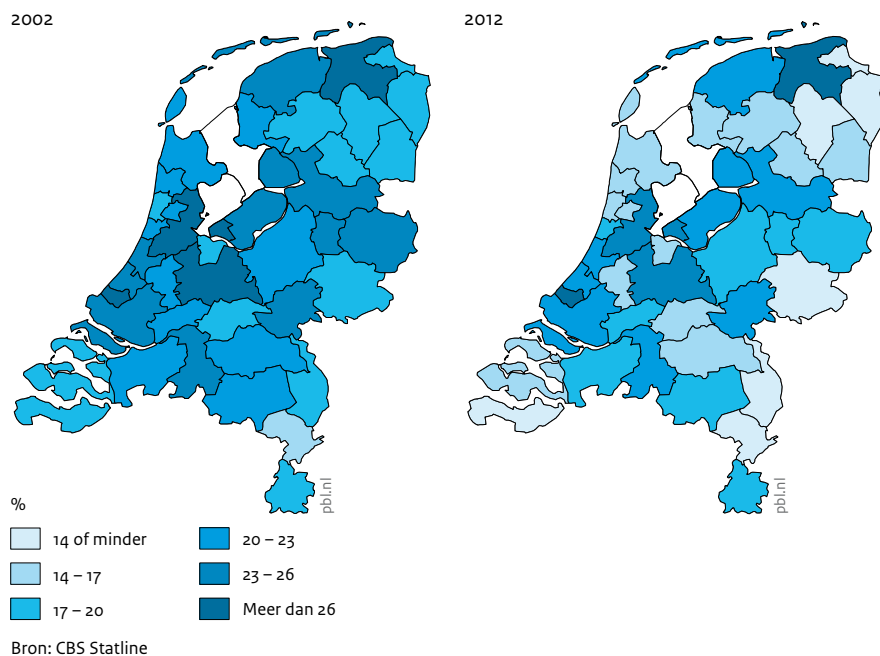 2002
2012
pbl.nl
pbl.nl
%
14 of minder
14 – 17
17 – 20
20 – 23
23 – 26
Meer dan 26
Bron: CBS Statline